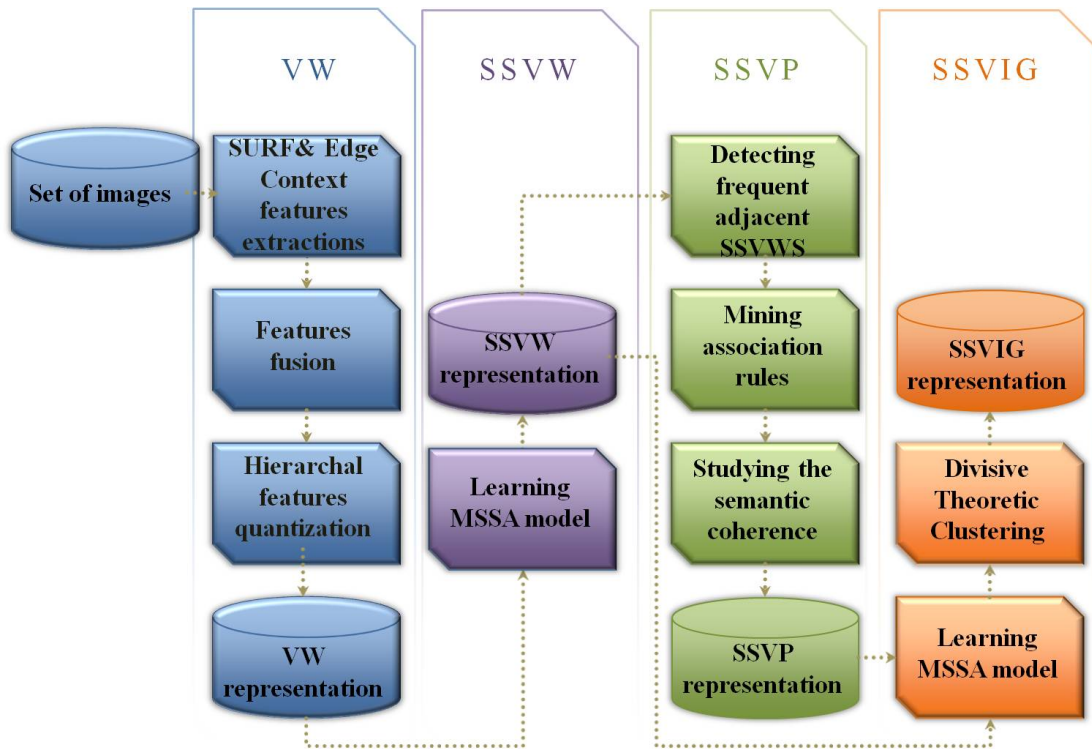 VW
SSVW
SSVP
SSVIG
Set of images
SURF& Edge
Context
features
extractions
Features
fusion
Hierarchal
features
quantization
VW
representation
SSVW
representation
Learning
MSSA model
Detecting
frequent
adjacent
SSVWS
Mining
association
rules
Studying the
semantic
coherence
SSVP
representation
SSVIG
representation
Divisive
Theoretic
Clustering
Learning
MSSA model